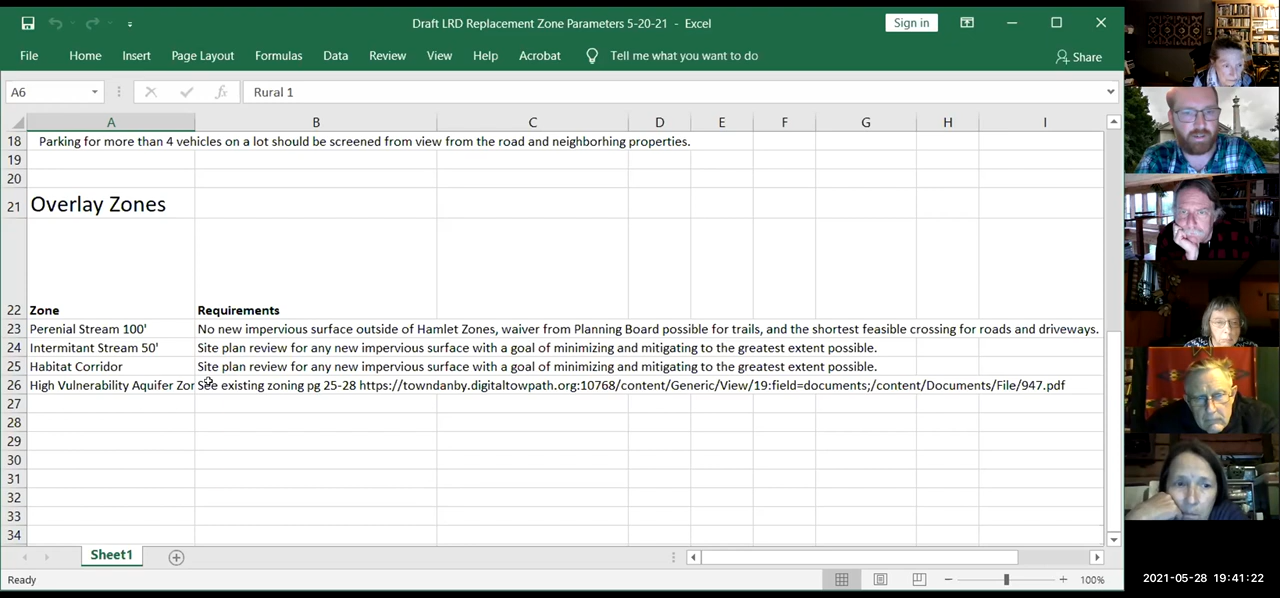 Draft LRD Replacement Zone Parameters 5-20-21 - Excel
Sign in
File Home Insert Page Layout Formulas Data Review View Help Acrobat Tell me what you want to do Share
A6 fx Rural 1
A B C D E F G H I
18 Parking for more than 4 vehicles on a lot should be screened from view from the road and neighborhing properties.
19
20
21 Overlay Zones
22 Zone Requirements
23 Perenial Stream 100' No new impervious surface outside of Hamlet Zones, waiver from Planning Board possible for trails, and the shortest feasible crossing for roads and driveways.
24 Intermitant Stream 50' Site plan review for any new impervious surface with a goal of minimizing and mitigating to the greatest extent possible.
25 Habitat Corridor Site plan review for any new impervious surface with a goal of minimizing and mitigating to the greatest extent possible.
26 High Vulnerability Aquifer Zor See existing zoning pg 25-28 https://towndanby.digitaltowpath.org:10768/content/Generic/View/19:field=documents;/content/Documents/File/947.pdf
27
28
29
30
31
32
33
34
Sheet1
Ready 100%
2021-05-28 19:41:22